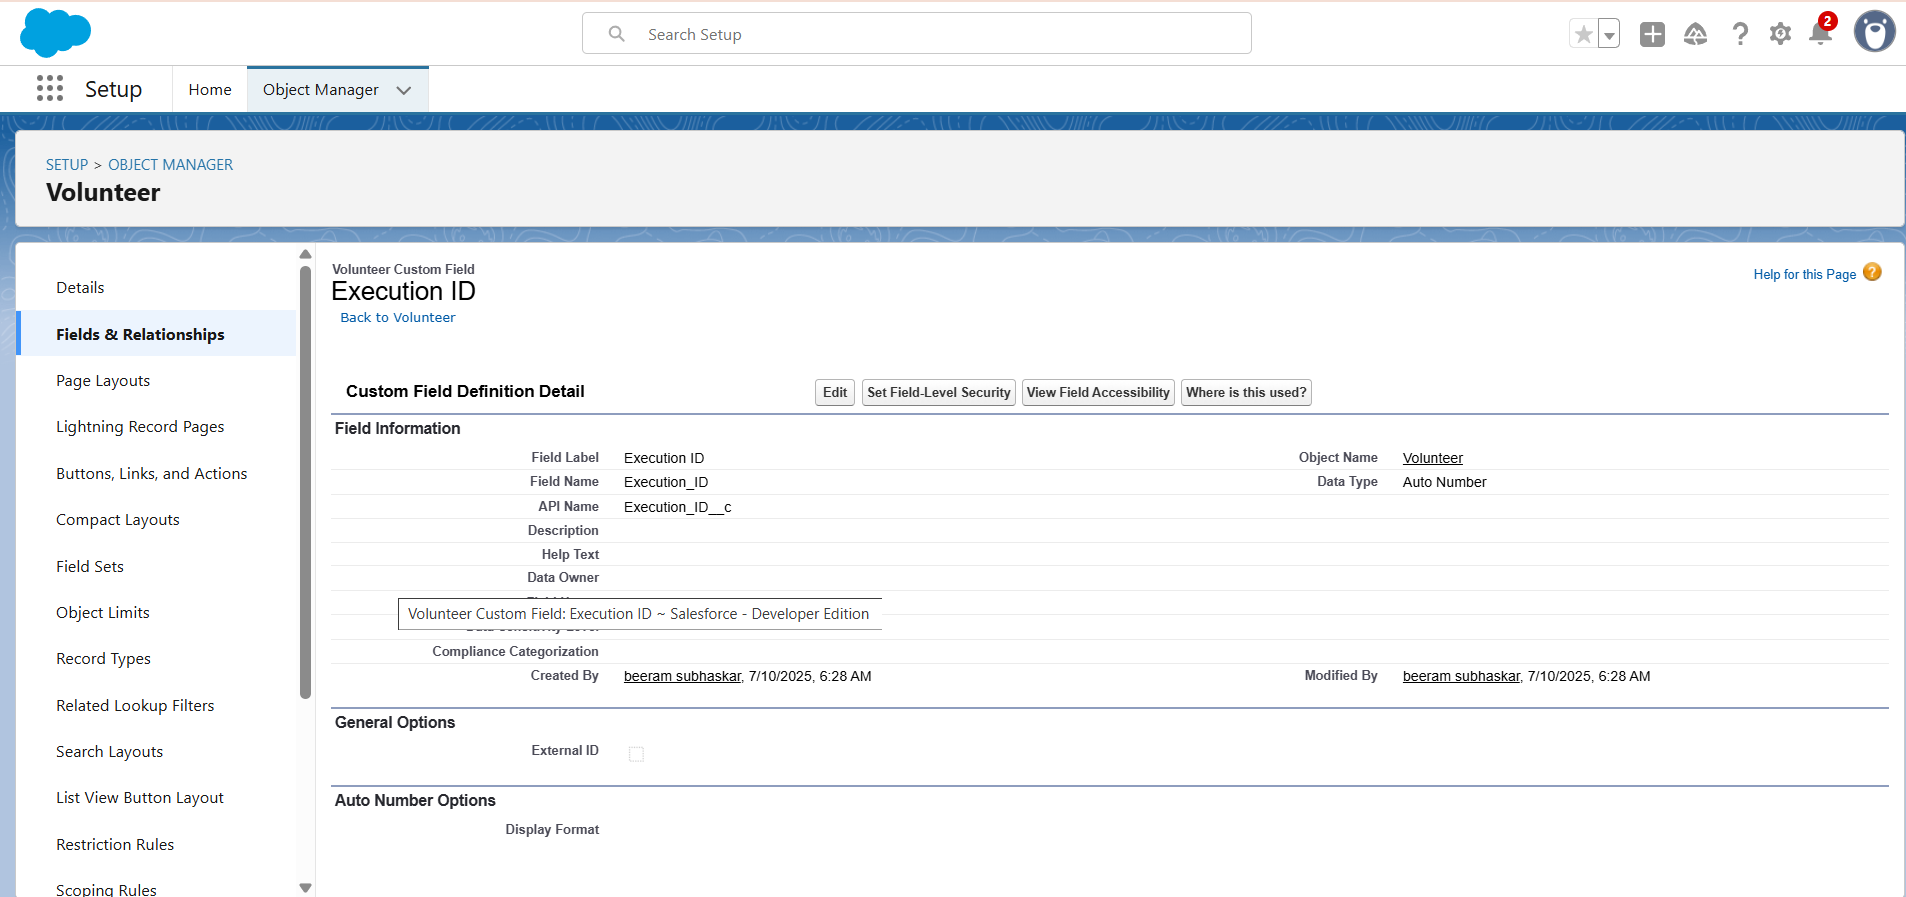 Search Setup
2
Setup
Home
Object Manager
SETUP > OBJECT MANAGER
Volunteer
Details
Fields & Relationships
Page Layouts
Lightning Record Pages
Buttons, Links, and Actions
Compact Layouts
Field Sets
Object Limits
Record Types
Related Lookup Filters
Search Layouts
List View Button Layout
Restriction Rules
Scoping Rules
Volunteer Custom Field
Execution ID
Back to Volunteer
Help for this Page ?
Custom Field Definition Detail
Edit
Set Field-Level Security
View Field Accessibility
Where is this used?
Field Information
Field Label Execution ID Object Name Volunteer
Field Name Execution_ID Data Type Auto Number
API Name Execution_ID__c
Description
Help Text
Data Owner
Volunteer Custom Field: Execution ID ~ Salesforce - Developer Edition
Compliance Categorization
Created By beeram subhaskar, 7/10/2025, 6:28 AM Modified By beeram subhaskar, 7/10/2025, 6:28 AM
General Options
External ID
Auto Number Options
Display Format